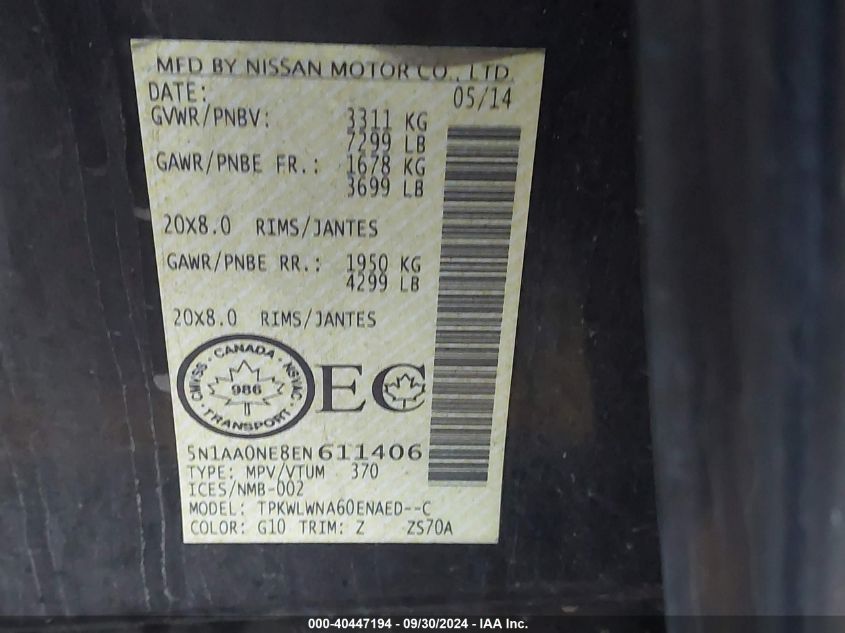 MFD BY NISSAN MOTOR CO., LTD.
DATE: 05/14
GVWR/PNBV: 3311 KG
7299 LB
GAWR/PNBE FR.: 1678 KG
3699 LB
20X8.0 RIMS/JANTES
GAWR/PNBE RR.: 1950 KG
4299 LB
20X8.0 RIMS/JANTES
CANADA · NSVAC · TRANSPORT · CMVSS ·
986
EC
5N1AA0NE8EN611406
TYPE: MPV/VTUM 370
ICES/NMB-002
MODEL: TPKWLWNA60ENAED--C
COLOR: G10 TRIM: Z ZS70A
000-40447194 - 09/30/2024 - IAA Inc.